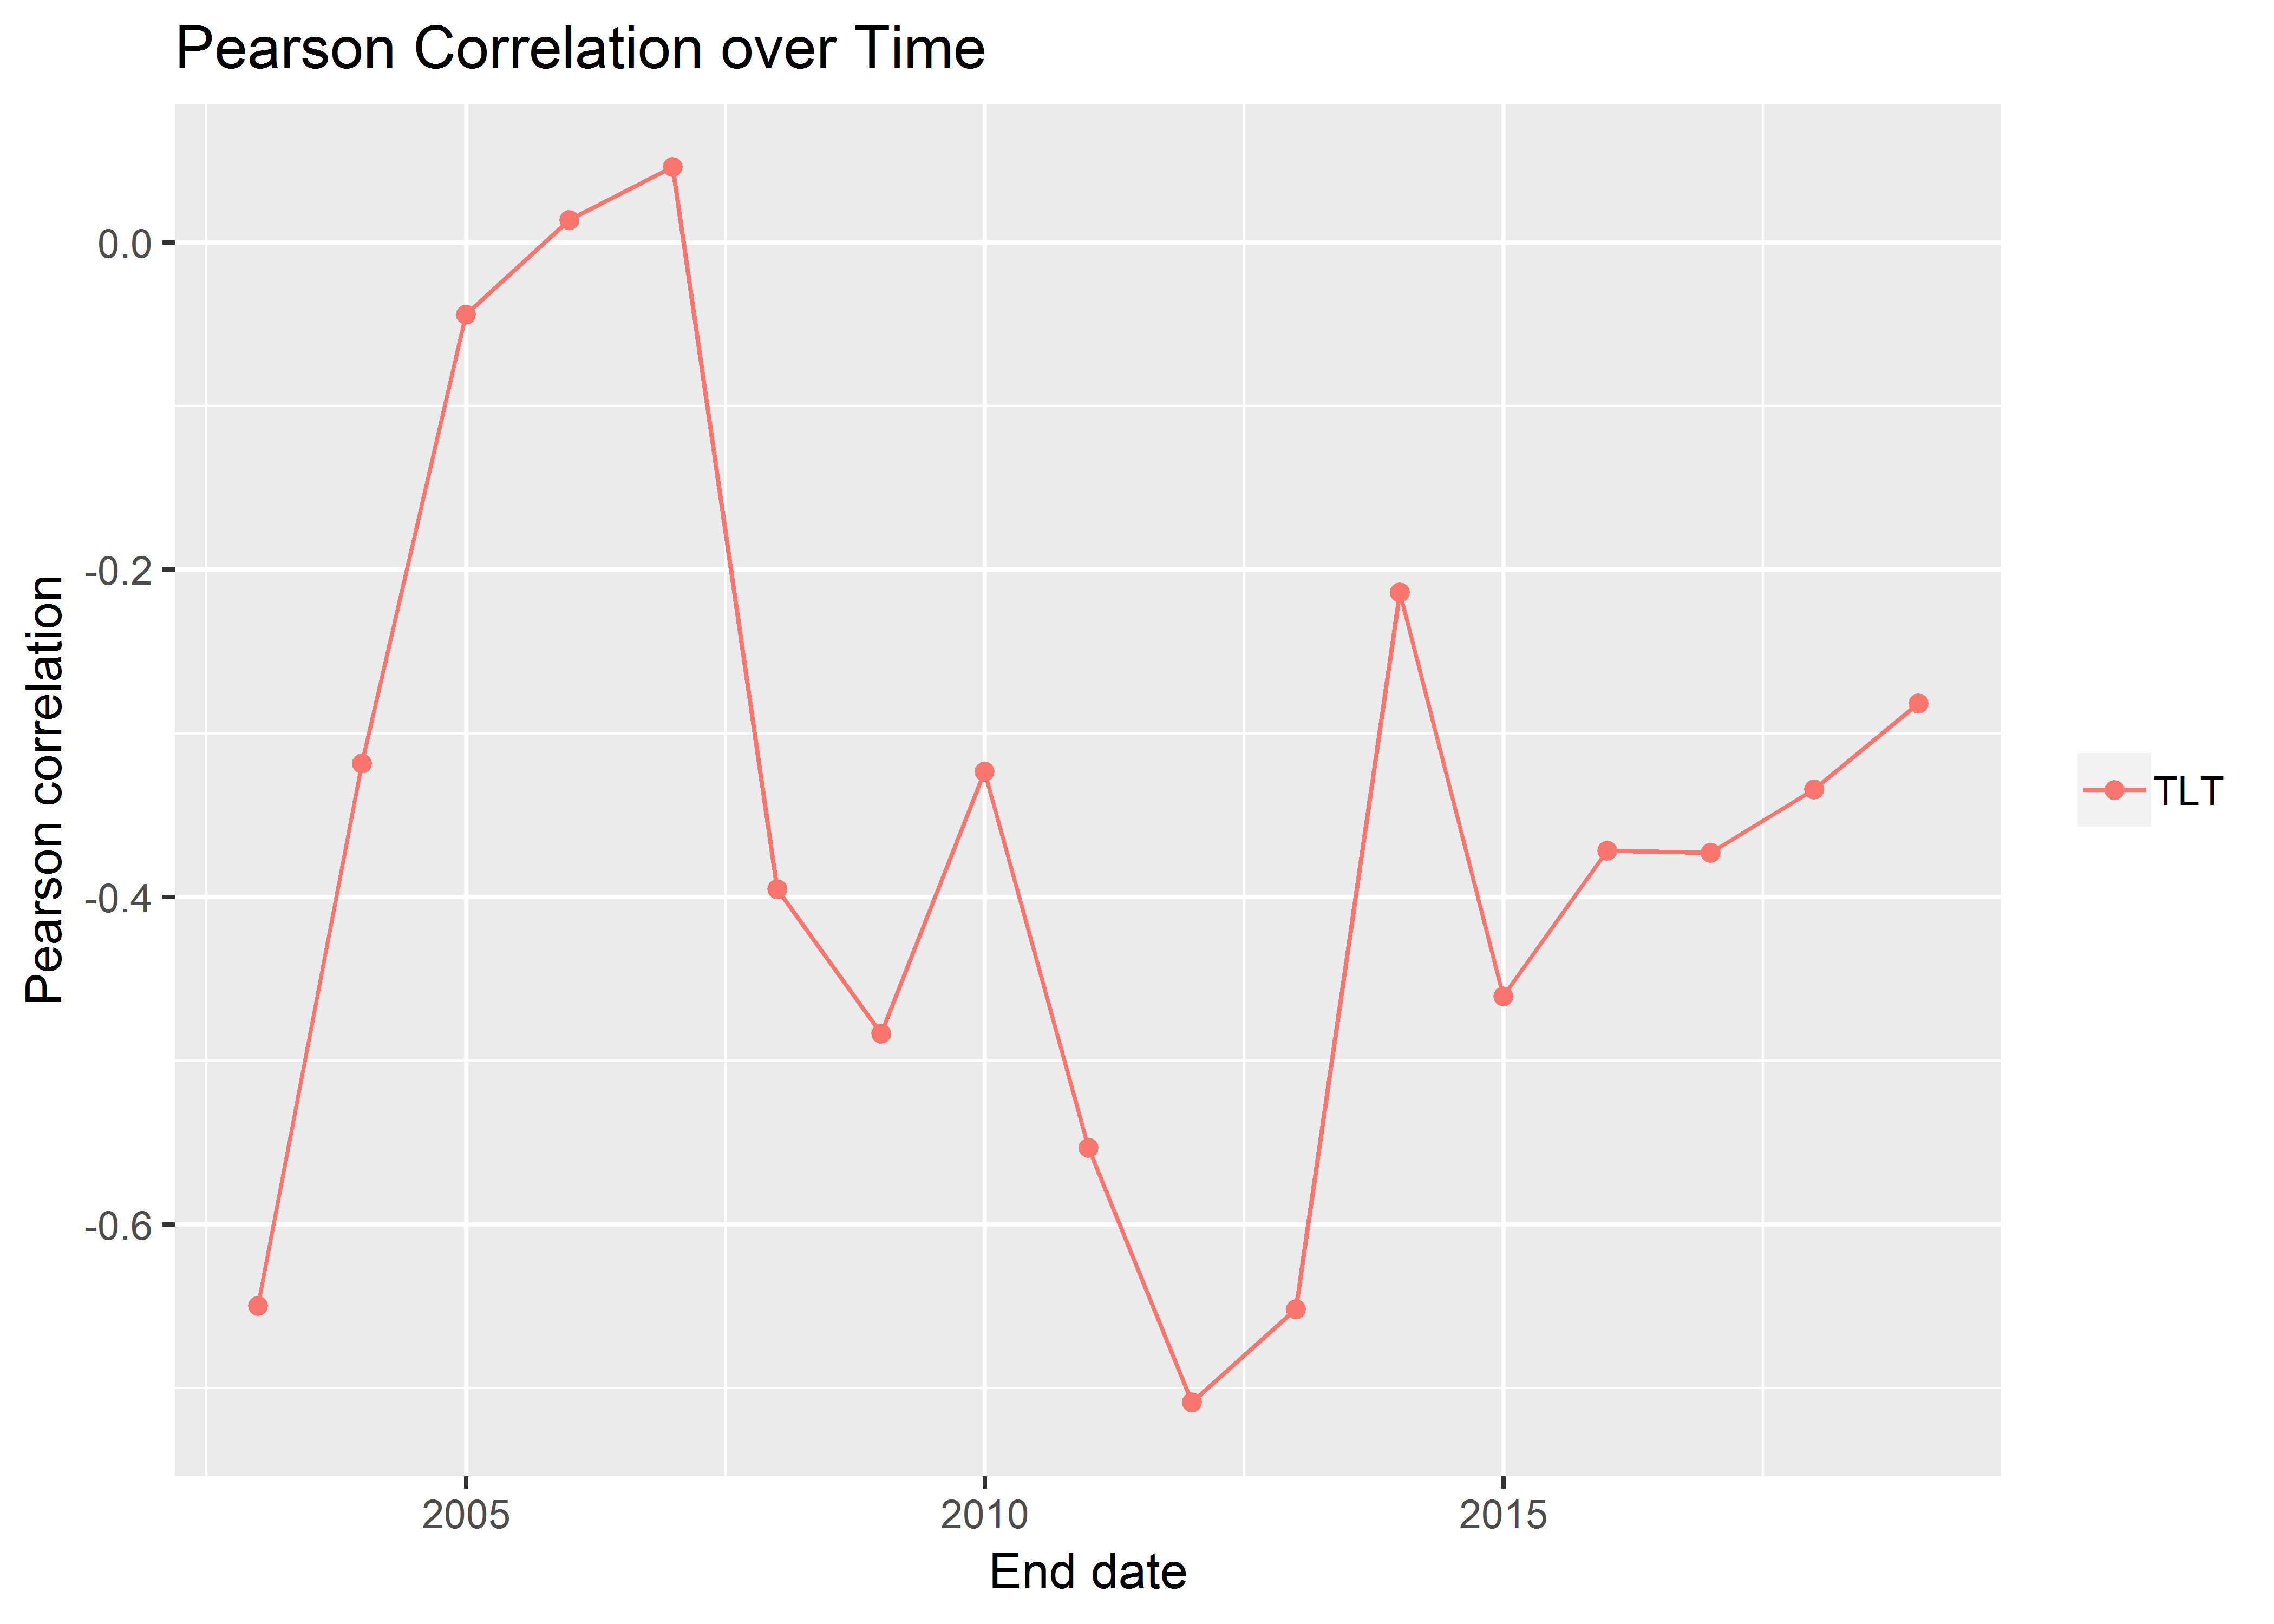 Pearson Correlation over Time
Pearson correlation
0.0
-0.2
-0.4
-0.6
2005 2010 2015
End date
TLT